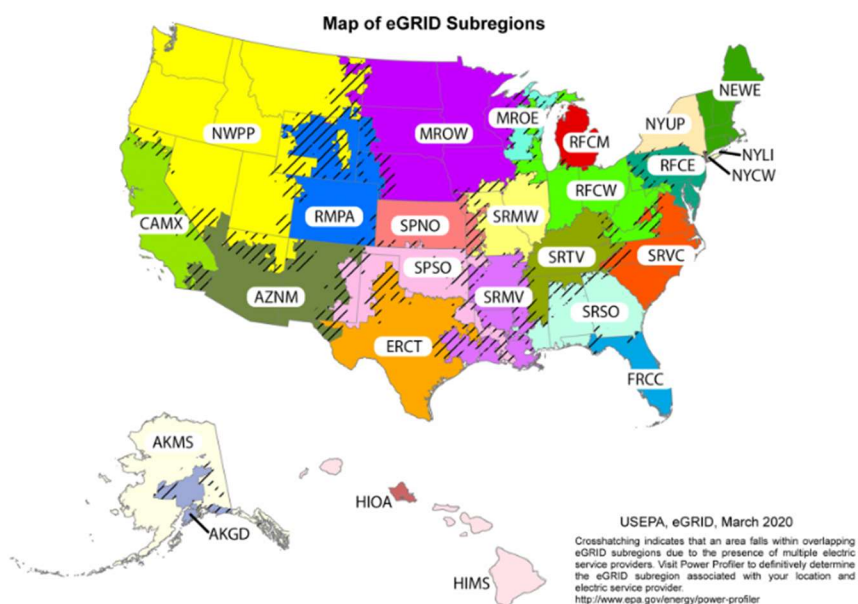 Map of eGRID Subregions
NEWE
MROE
NYUP
NWPP
MROW
RFCM
NYLI
RFCE
NYCW
RFCW
RMPA
SRMW
CAMX
SPNO
SRTV
SRVC
SPSO
AZNM
SRMV
SRSO
ERCT
FRCC
AKMS
HIOA
AKGD
HIMS
USEPA, eGRID, March 2020
Crosshatching indicates that an area falls within overlapping
eGRID subregions due to the presence of multiple electric
service providers. Visit Power Profiler to definitively determine
the eGRID subregion associated with your location and
electric service provider.
http://www.epa.gov/energy/power-profiler